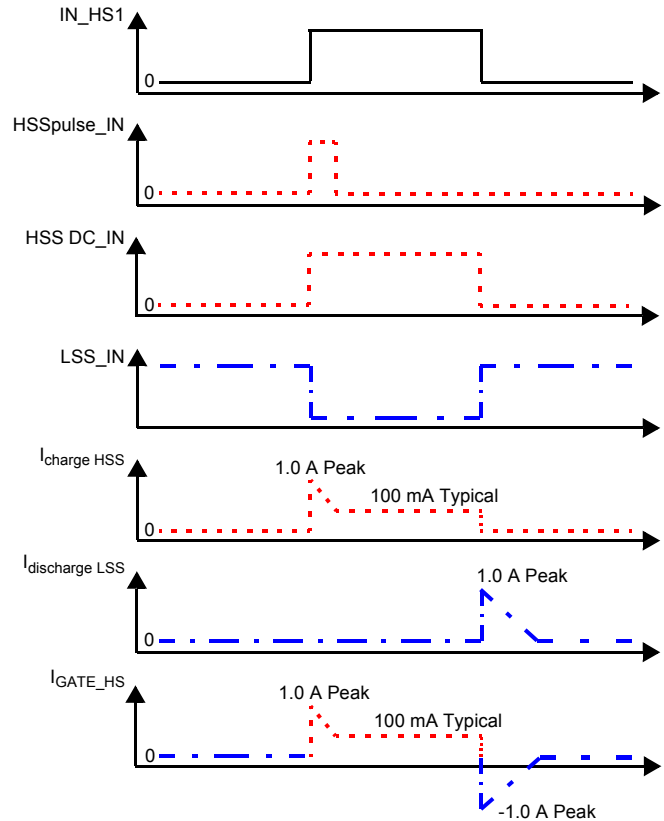 IN_HS1
0
HSSpulse_IN
0
HSS DC_IN
0
LSS_IN
Icharge HSS
1.0 A Peak
100 mA Typical
0
Idischarge LSS
1.0 A Peak
0
IGATE_HS
1.0 A Peak
100 mA Typical
0
-1.0 A Peak